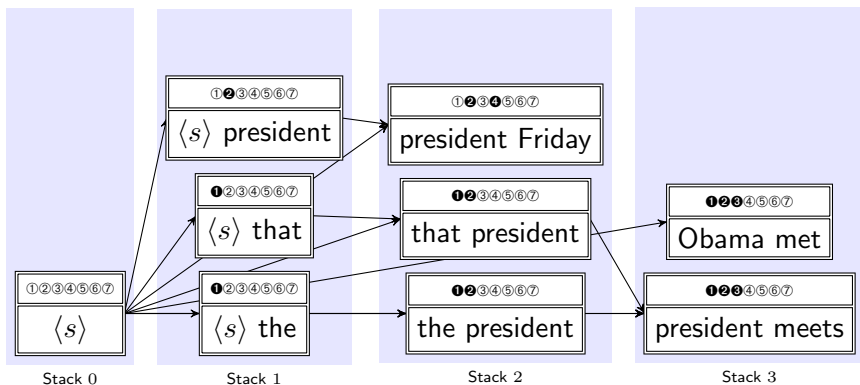 ①❷③④⑤⑥⑦
⟨s⟩ president
①❷③❹⑤⑥⑦
president Friday
❶②③④⑤⑥⑦
⟨s⟩ that
❶❷③④⑤⑥⑦
that president
❶❷❸④⑤⑥⑦
Obama met
①②③④⑤⑥⑦
⟨s⟩
❶②③④⑤⑥⑦
⟨s⟩ the
❶❷③④⑤⑥⑦
the president
❶❷❸④⑤⑥⑦
president meets
Stack 0
Stack 1
Stack 2
Stack 3